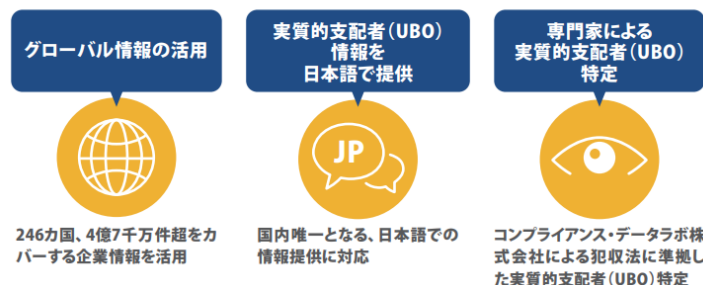 グローバル情報の活用
実質的支配者（UBO）
情報を
日本語で提供
専門家による
実質的支配者（UBO）
特定
JP
246カ国、4億7千万件超をカ
バーする企業情報を活用
国内唯一となる、日本語での
情報提供に対応
コンプライアンス・データラボ株
式会社による犯収法に準拠し
た実質的支配者（UBO）特定